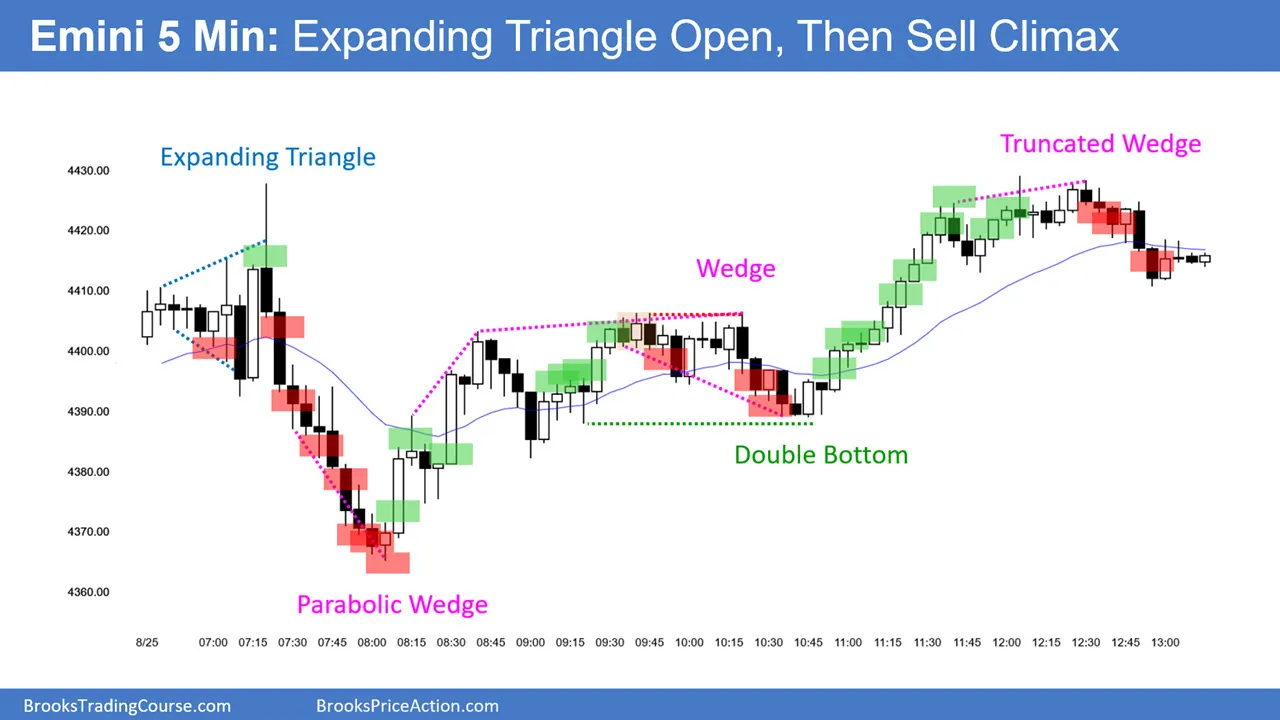 Emini 5 Min: Expanding Triangle Open, Then Sell Climax
Truncated Wedge
Expanding Triangle
4430.00
4420.00
Wedge
4410.00
4400.00
4390.00
Double Bottom
4380.00
4370.00
4360.00
Parabolic Wedge
8/25 07:00 07:15 07:30 07:45 08:00 08:15 08:30 08:45 09:00 09:15 09:30 09:45 10:00 10:15 10:30 10:45 11:00 11:15 11:30 11:45 12:00 12:15 12:30 12:45 13:00
BrooksTradingCourse.com BrooksPriceAction.com